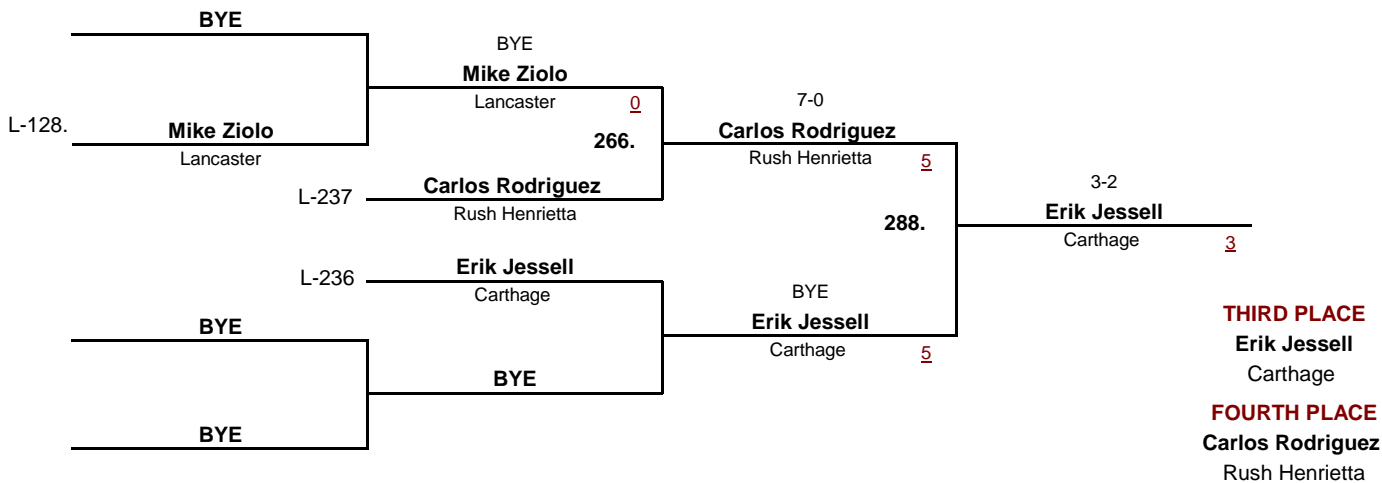 BYE
BYE
Mike Ziolo
Lancaster
0
L-128.
Mike Ziolo
Lancaster
266.
7-0
Carlos Rodriguez
Rush Henrietta
5
L-237
Carlos Rodriguez
Rush Henrietta
288.
3-2
Erik Jessell
Carthage
3
L-236
Erik Jessell
Carthage
BYE
Erik Jessell
Carthage
5
BYE
BYE
BYE
THIRD PLACE
Erik Jessell
Carthage
FOURTH PLACE
Carlos Rodriguez
Rush Henrietta